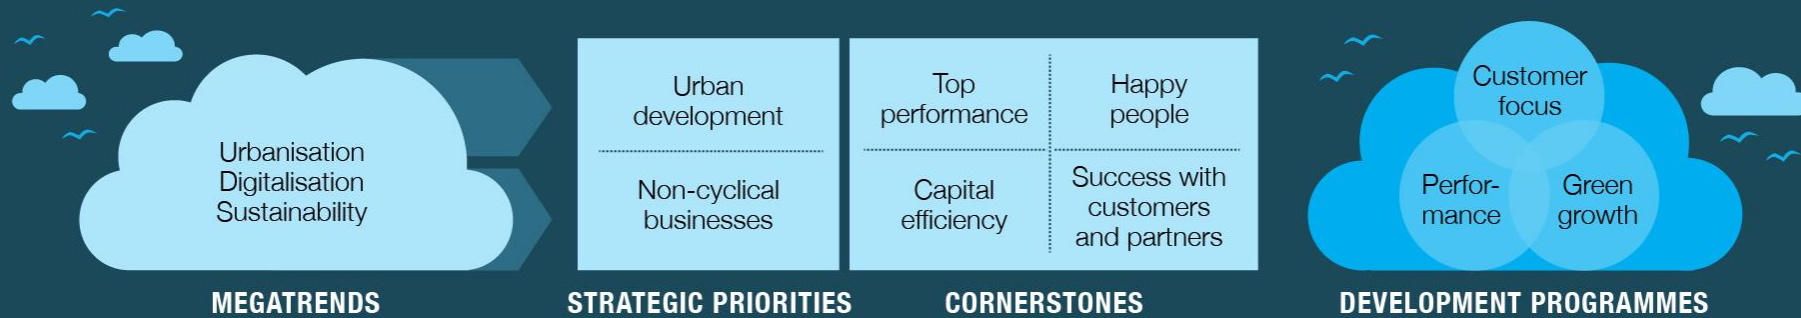 Urbanisation
Digitalisation
Sustainability
MEGATRENDS
Urban
development
Non-cyclical
businesses
STRATEGIC PRIORITIES
Top
performance
Happy
people
Capital
efficiency
Success with
customers
and partners
CORNERSTONES
Customer
focus
Perfor-
mance
Green
growth
DEVELOPMENT PROGRAMMES